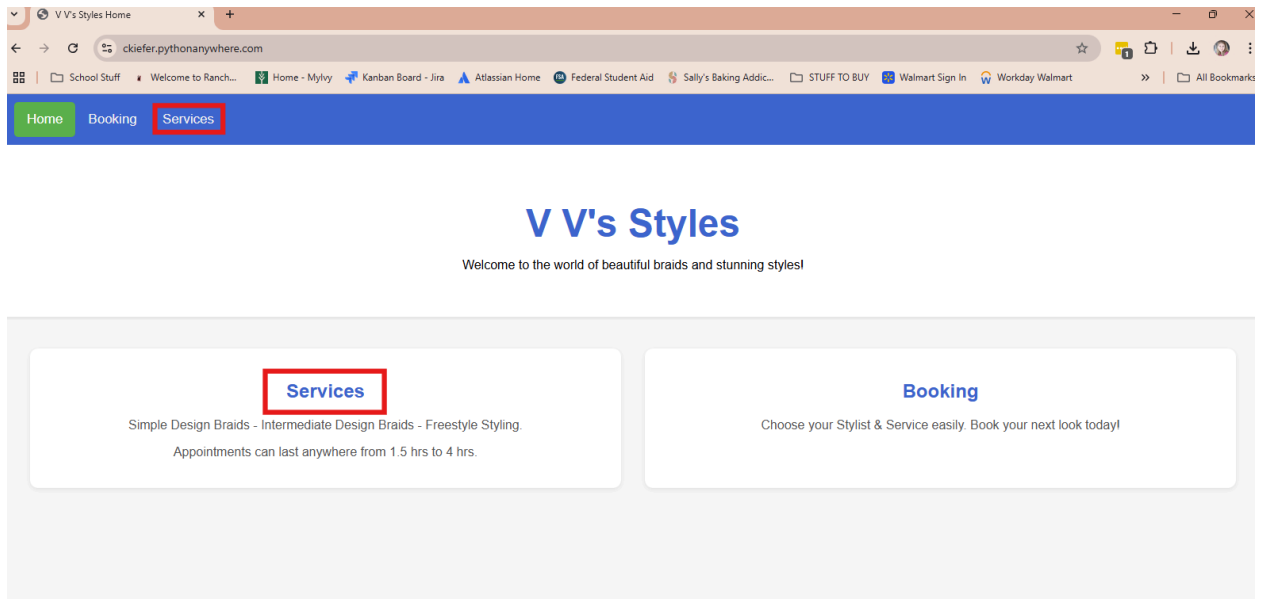 V V's Styles Home
ckiefer.pythonanywhere.com
School Stuff Welcome to Ranch... Home - MyIvy Kanban Board - Jira Atlassian Home FSA Federal Student Aid Sally's Baking Addic... STUFF TO BUY Walmart Sign In Workday Walmart » All Bookmarks
Home Booking Services
V V's Styles
Welcome to the world of beautiful braids and stunning styles!
Services
Simple Design Braids - Intermediate Design Braids - Freestyle Styling.
Appointments can last anywhere from 1.5 hrs to 4 hrs.
Booking
Choose your Stylist & Service easily. Book your next look today!